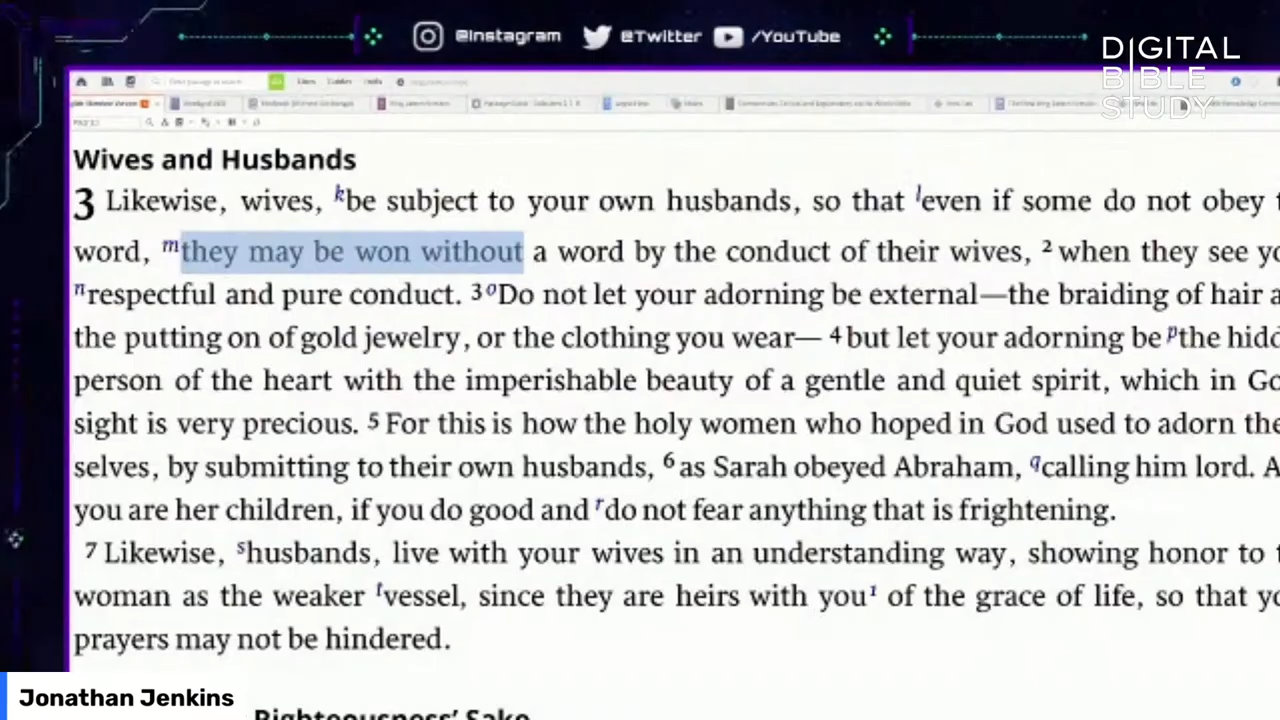 @Instagram @Twitter /YouTube
DIGITAL
BIBLE
STUDY
Wives and Husbands
3 Likewise, wives, k be subject to your own husbands, so that l even if some do not obey
word, m they may be won without a word by the conduct of their wives, 2 when they see
n respectful and pure conduct. 3 o Do not let your adorning be external—the braiding of hair
the putting on of gold jewelry, or the clothing you wear— 4 but let your adorning be p the
person of the heart with the imperishable beauty of a gentle and quiet spirit, which in
sight is very precious. 5 For this is how the holy women who hoped in God used to adorn
selves, by submitting to their own husbands, 6 as Sarah obeyed Abraham, q calling him lord.
you are her children, if you do good and r do not fear anything that is frightening.
7 Likewise, s husbands, live with your wives in an understanding way, showing honor to
woman as the weaker t vessel, since they are heirs with you 1 of the grace of life, so that
prayers may not be hindered.
Righteousness' Sake
Jonathan Jenkins